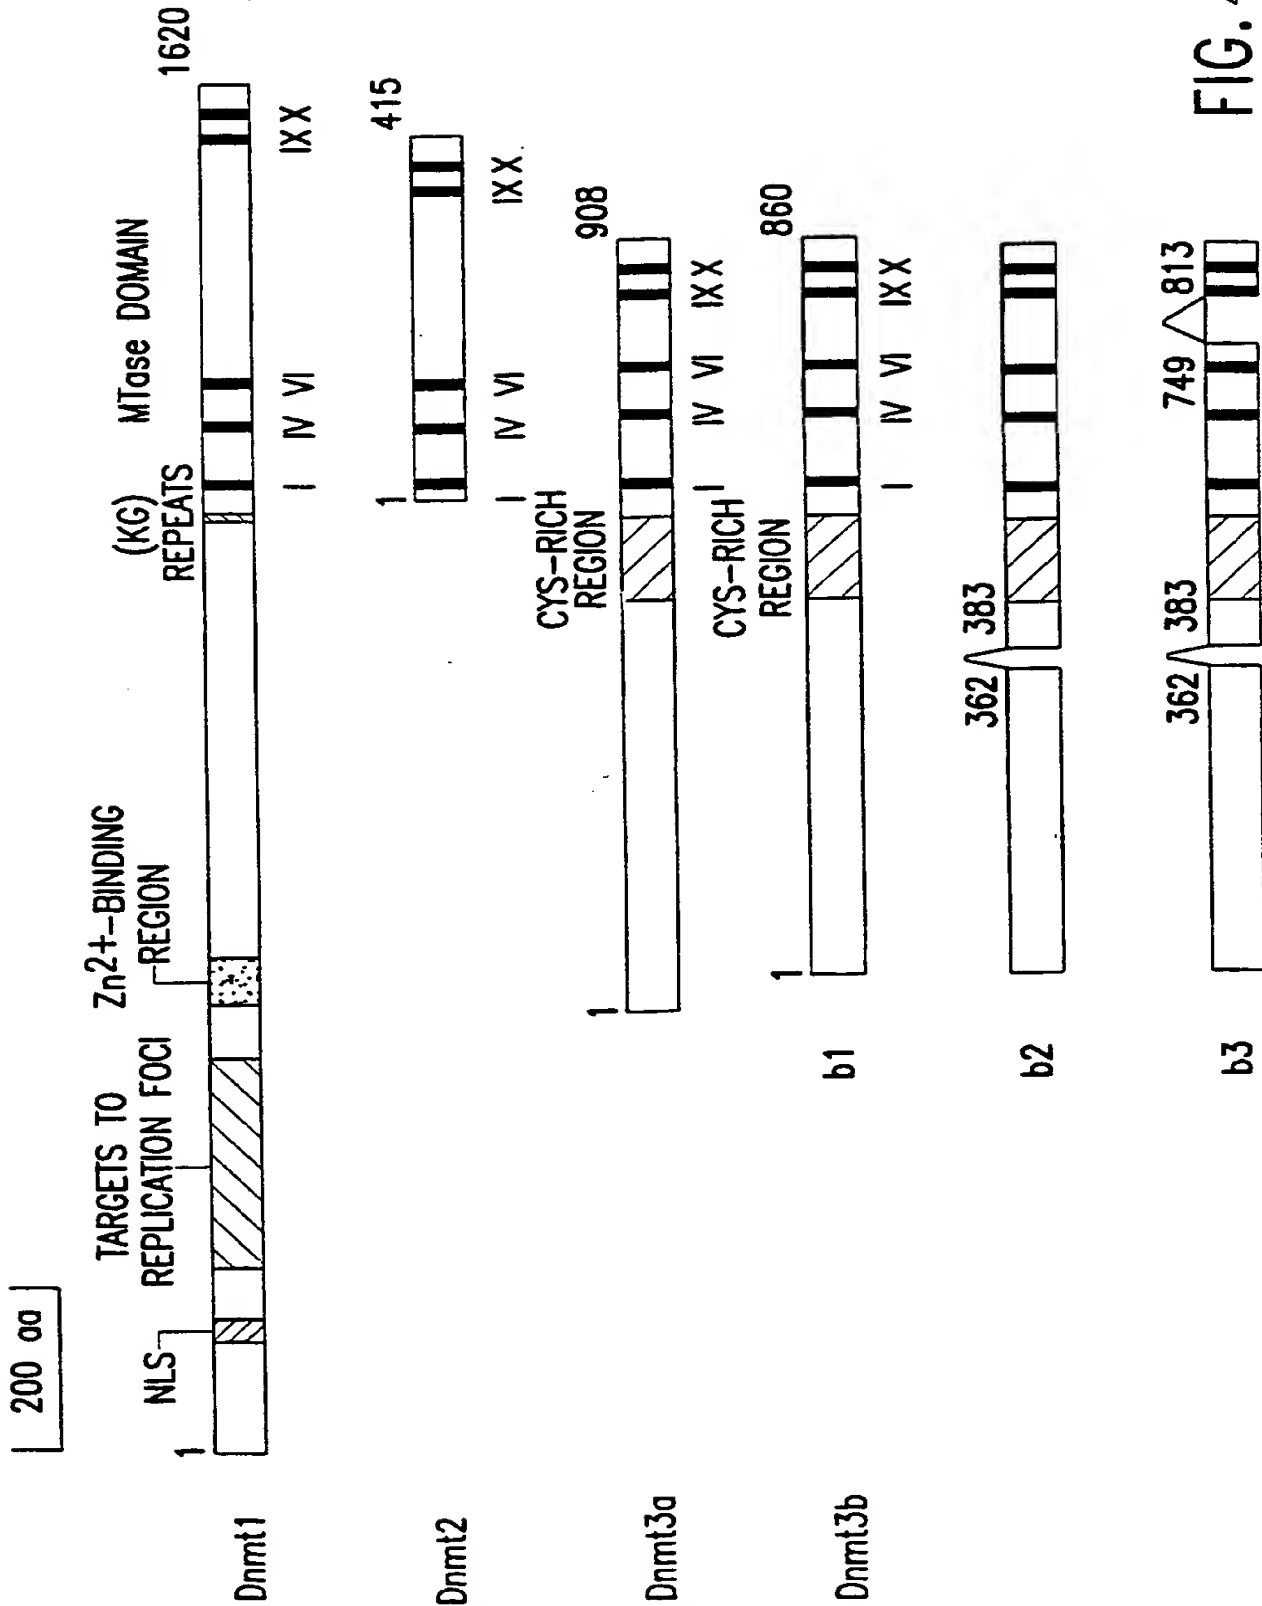 200 aa
TARGETS TO
REPLICATION FOCI
Zn2+-BINDING
REGION
(KG)
REPEATS
MTase DOMAIN
NLS
1
1620
Dnmt1
I
IV
VI
IX X
1
415
Dnmt2
I
IV
VI
IX X
CYS-RICH
REGION
1
908
Dnmt3a
I
IV
VI
IX X
CYS-RICH
REGION
1
860
Dnmt3b
b1
I
IV
VI
IX X
362
383
b2
362
383
749
813
b3
FIG.